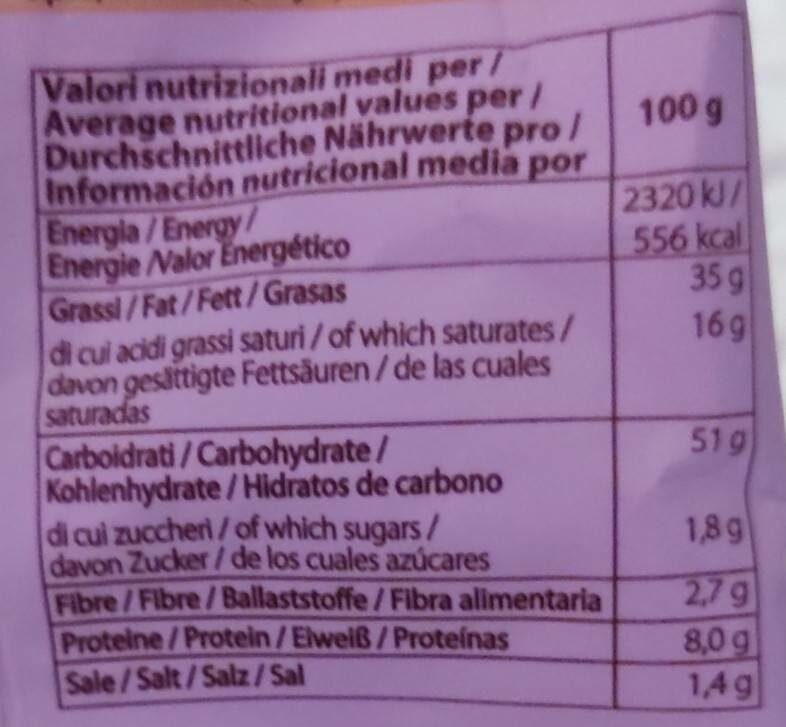 Valori nutrizionali medi per /
Average nutritional values per /
Durchschnittliche Nährwerte pro /
Información nutricional media por
100 g
Energia / Energy /
Energie /Valor Energético
2320 kJ /
556 kcal
Grassi / Fat / Fett / Grasas
35 g
di cui acidi grassi saturi / of which saturates /
davon gesättigte Fettsäuren / de las cuales
saturadas
16 g
Carboidrati / Carbohydrate /
Kohlenhydrate / Hidratos de carbono
51 g
di cui zuccheri / of which sugars /
davon Zucker / de los cuales azúcares
1,8 g
Fibre / Fibre / Ballaststoffe / Fibra alimentaria
2,7 g
Proteine / Protein / Eiweiß / Proteínas
8,0 g
Sale / Salt / Salz / Sal
1,4 g